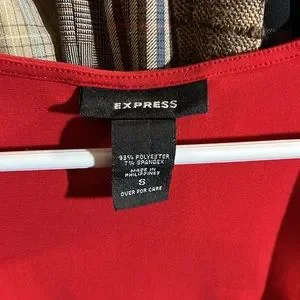 EXPRESS
93% POLYESTER
7% SPANDEX
MADE IN
PHILIPPINES
S
OVER FOR CARE